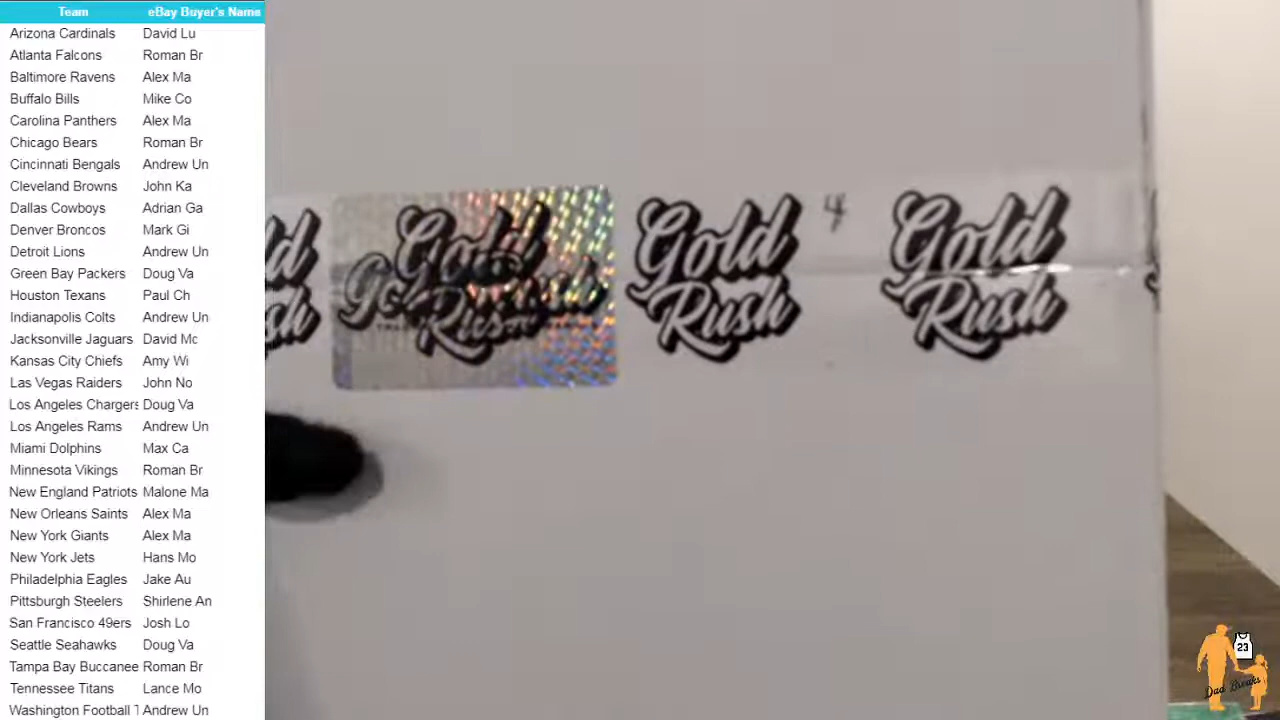 Team eBay Buyer's Name
Arizona Cardinals David Lu
Atlanta Falcons Roman Br
Baltimore Ravens Alex Ma
Buffalo Bills Mike Co
Carolina Panthers Alex Ma
Chicago Bears Roman Br
Cincinnati Bengals Andrew Un
Cleveland Browns John Ka
Dallas Cowboys Adrian Ga
Denver Broncos Mark Gi
Detroit Lions Andrew Un
Green Bay Packers Doug Va
Houston Texans Paul Ch
Indianapolis Colts Andrew Un
Jacksonville Jaguars David Mc
Kansas City Chiefs Amy Wi
Las Vegas Raiders John No
Los Angeles Chargers Doug Va
Los Angeles Rams Andrew Un
Miami Dolphins Max Ca
Minnesota Vikings Roman Br
New England Patriots Malone Ma
New Orleans Saints Alex Ma
New York Giants Alex Ma
New York Jets Hans Mo
Philadelphia Eagles Jake Au
Pittsburgh Steelers Shirlene An
San Francisco 49ers Josh Lo
Seattle Seahawks Doug Va
Tampa Bay Buccanee Roman Br
Tennessee Titans Lance Mo
Washington Football Andrew Un
ld
sh
Gold
Rush
Gold
Rush
4
Gold
Rush
23
Dad Breaks